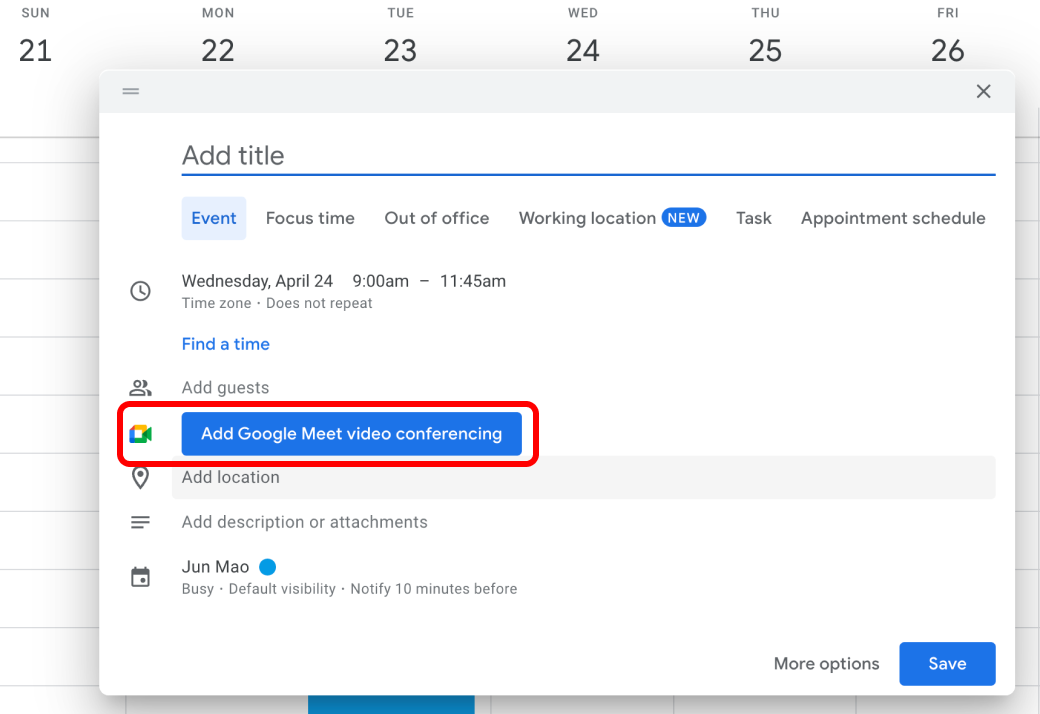 SUN MON TUE WED THU FRI
21 22 23 24 25 26
Add title
Event Focus time Out of office Working location NEW Task Appointment schedule
Wednesday, April 24 9:00am – 11:45am
Time zone · Does not repeat
Find a time
Add guests
Add Google Meet video conferencing
Add location
Add description or attachments
Jun Mao
Busy · Default visibility · Notify 10 minutes before
More options Save